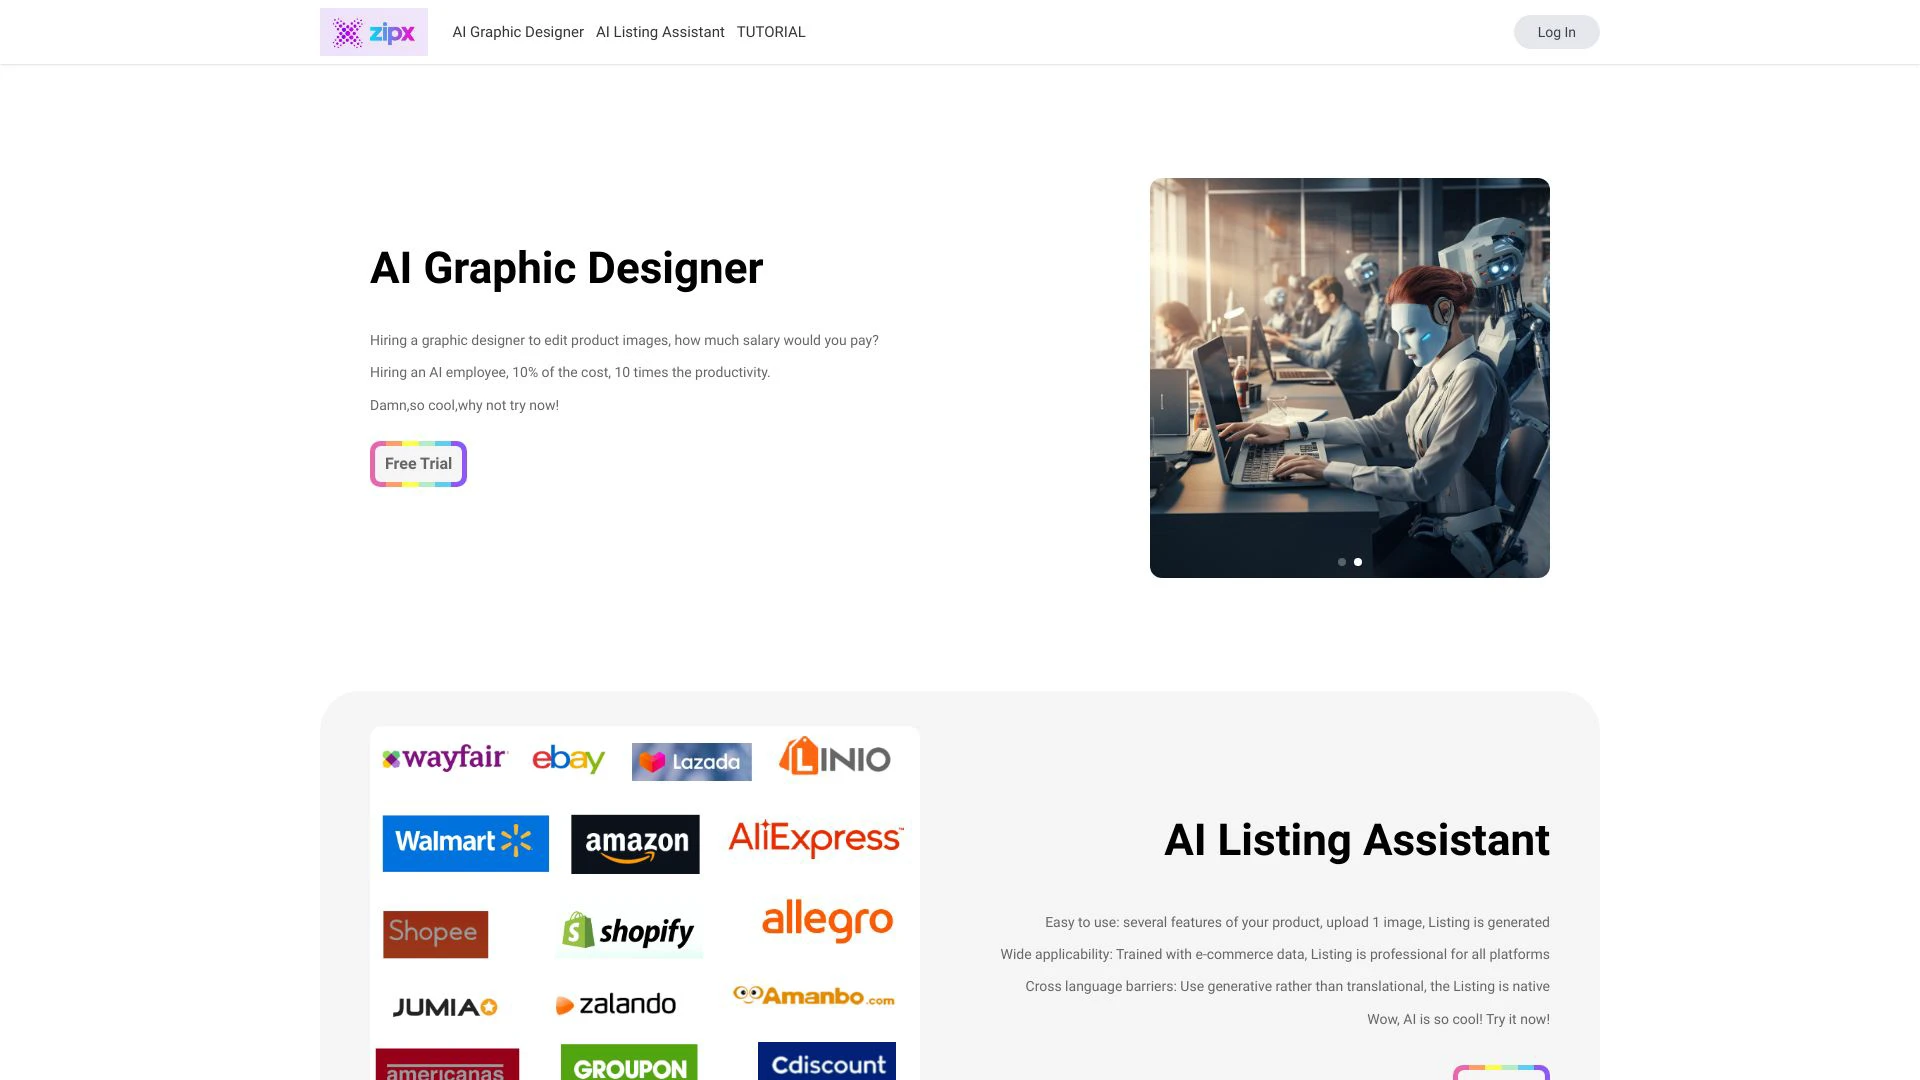 zipx
AI Graphic Designer
AI Listing Assistant
TUTORIAL
Log In
AI Graphic Designer
Hiring a graphic designer to edit product images, how much salary would you pay?
Hiring an AI employee, 10% of the cost, 10 times the productivity.
Damn,so cool,why not try now!
Free Trial
wayfair
ebay
Lazada
LINIO
Walmart
amazon
AliExpress™
Shopee
shopify
allegro
JUMIA
zalando
Amanbo.com
americanas
GROUPON
Cdiscount
AI Listing Assistant
Easy to use: several features of your product, upload 1 image, Listing is generated
Wide applicability: Trained with e-commerce data, Listing is professional for all platforms
Cross language barriers: Use generative rather than translational, the Listing is native
Wow, AI is so cool! Try it now!